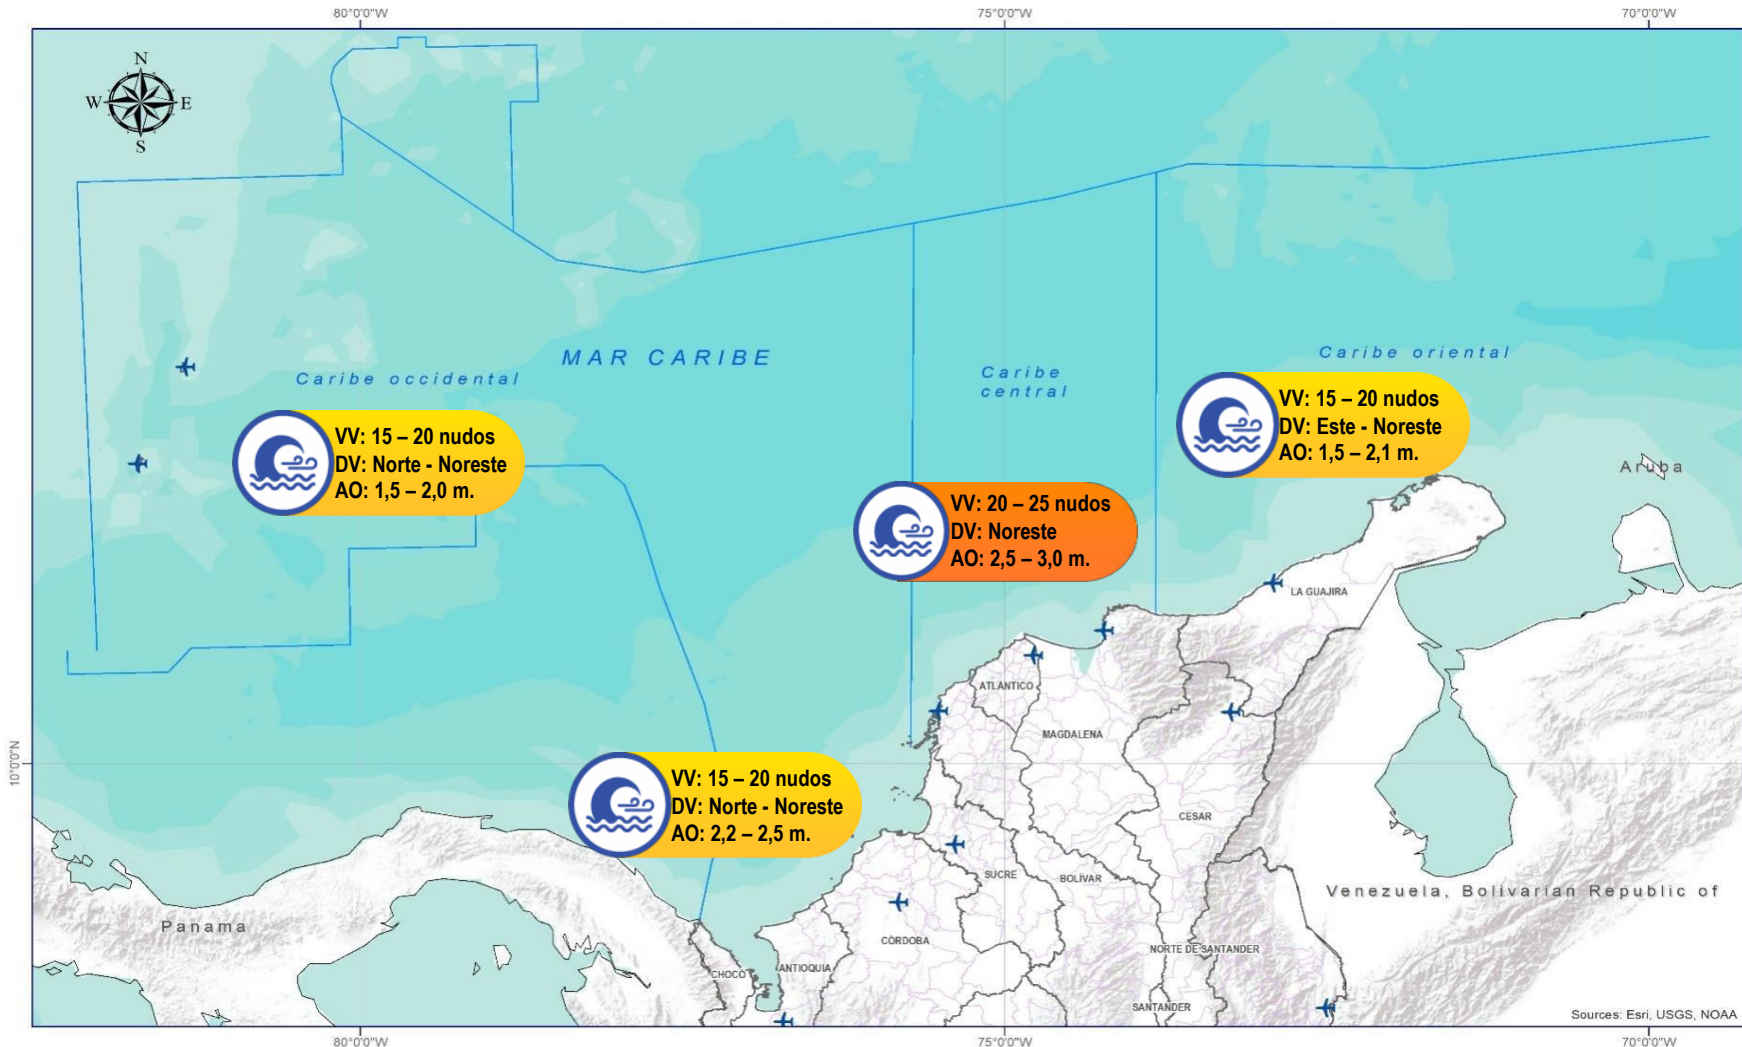 80°0'0"W
75°0'0"W
70°0'0"W
N
W
E
S
MAR CARIBE
Caribe occidental
Caribe
central
Caribe oriental
VV: 15 – 20 nudos
DV: Este - Noreste
AO: 1,5 – 2,1 m.
VV: 15 – 20 nudos
DV: Norte - Noreste
AO: 1,5 – 2,0 m.
Aruba
VV: 20 – 25 nudos
DV: Noreste
AO: 2,5 – 3,0 m.
LA GUAJIRA
ATLÁNTICO
MAGDALENA
10°0'0"N
VV: 15 – 20 nudos
DV: Norte - Noreste
AO: 2,2 – 2,5 m.
CESAR
SUCRE
BOLÍVAR
Venezuela, Bolivarian Republic of
Panama
CÓRDOBA
NORTE DE SANTANDER
CHOCO
ANTIOQUIA
SANTANDER
Sources: Esri, USGS, NOAA
80°0'0"W
75°0'0"W
70°0'0"W